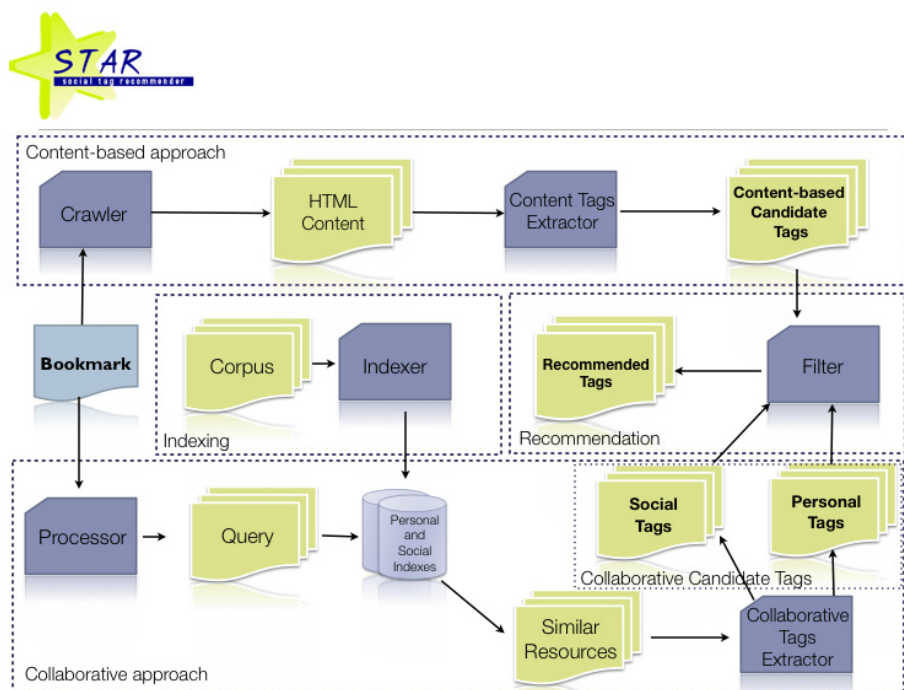 STAR
social tag recommender
Content-based approach
Crawler
HTML
Content
Content Tags
Extractor
Content-based
Candidate
Tags
Bookmark
Corpus
Indexer
Indexing
Recommended
Tags
Filter
Recommendation
Processor
Query
Personal
and
Social
Indexes
Social
Tags
Personal
Tags
Collaborative Candidate Tags
Similar
Resources
Collaborative
Tags
Extractor
Collaborative approach